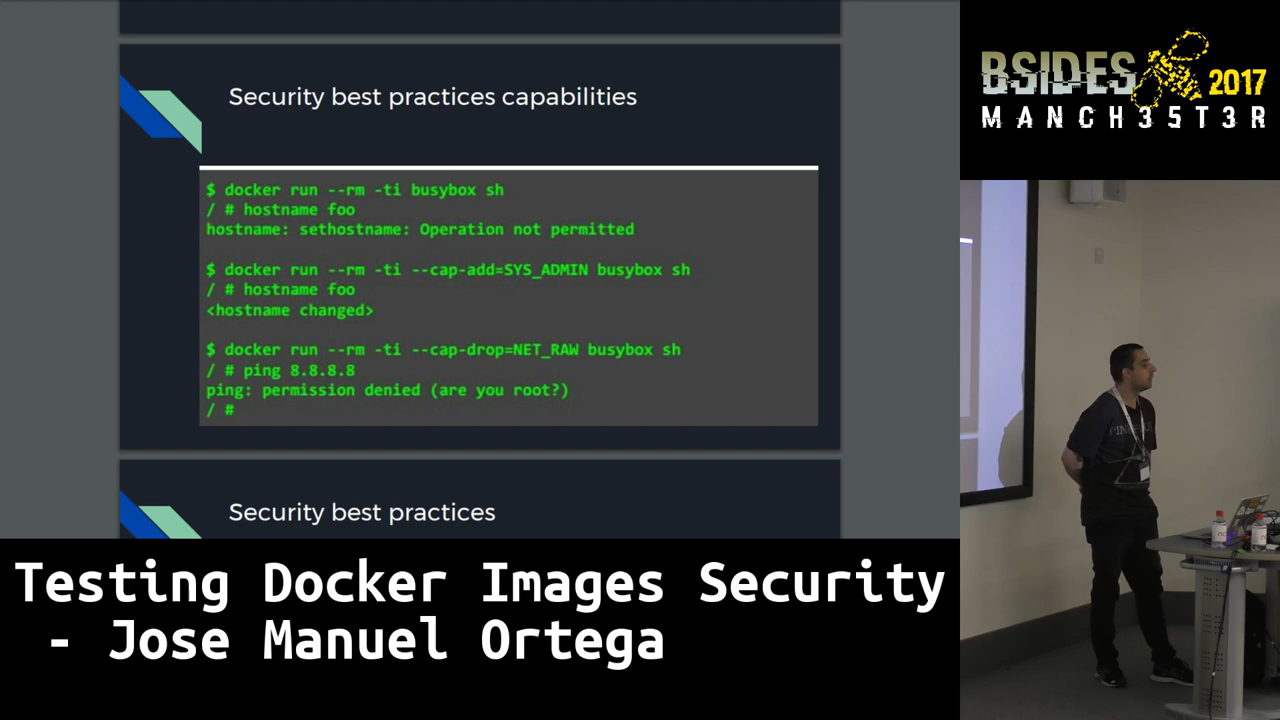 Security best practices capabilities
$ docker run --rm -ti busybox sh
/ # hostname foo
hostname: sethostname: Operation not permitted
$ docker run --rm -ti --cap-add=SYS_ADMIN busybox sh
/ # hostname foo
<hostname changed>
$ docker run --rm -ti --cap-drop=NET_RAW busybox sh
/ # ping 8.8.8.8
ping: permission denied (are you root?)
/ #
Security best practices
Testing Docker Images Security
- Jose Manuel Ortega
BSIDES 2017
MANCH35T3R